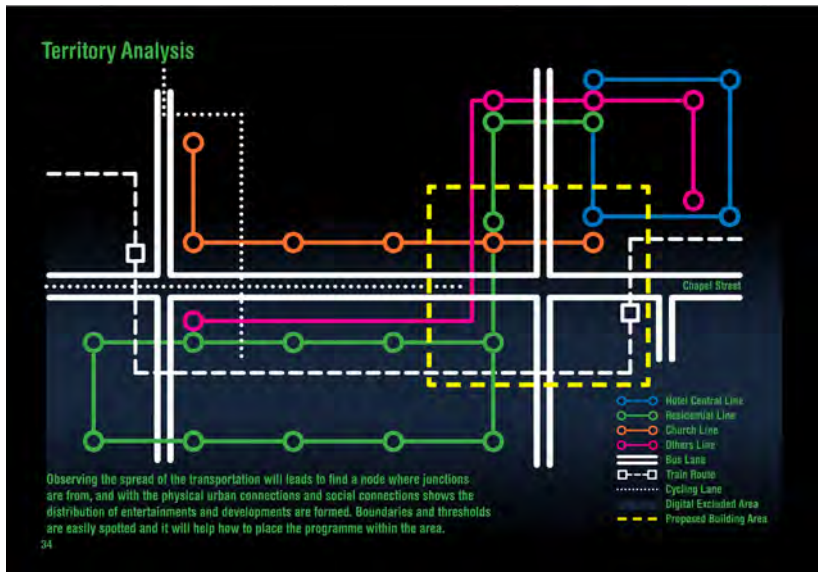 Territory Analysis
Chapel Street
Hotel Central Line
Residential Line
Church Line
Others Line
Bus Lane
Train Route
Cycling Lane
Digital Excluded Area
Proposed Building Area
Observing the spread of the transportation will leads to find a node where junctions
are from, and with the physical urban connections and social connections shows the
distribution of entertainments and developments are formed. Boundaries and thresholds
are easily spotted and it will help how to place the programme within the area.
34